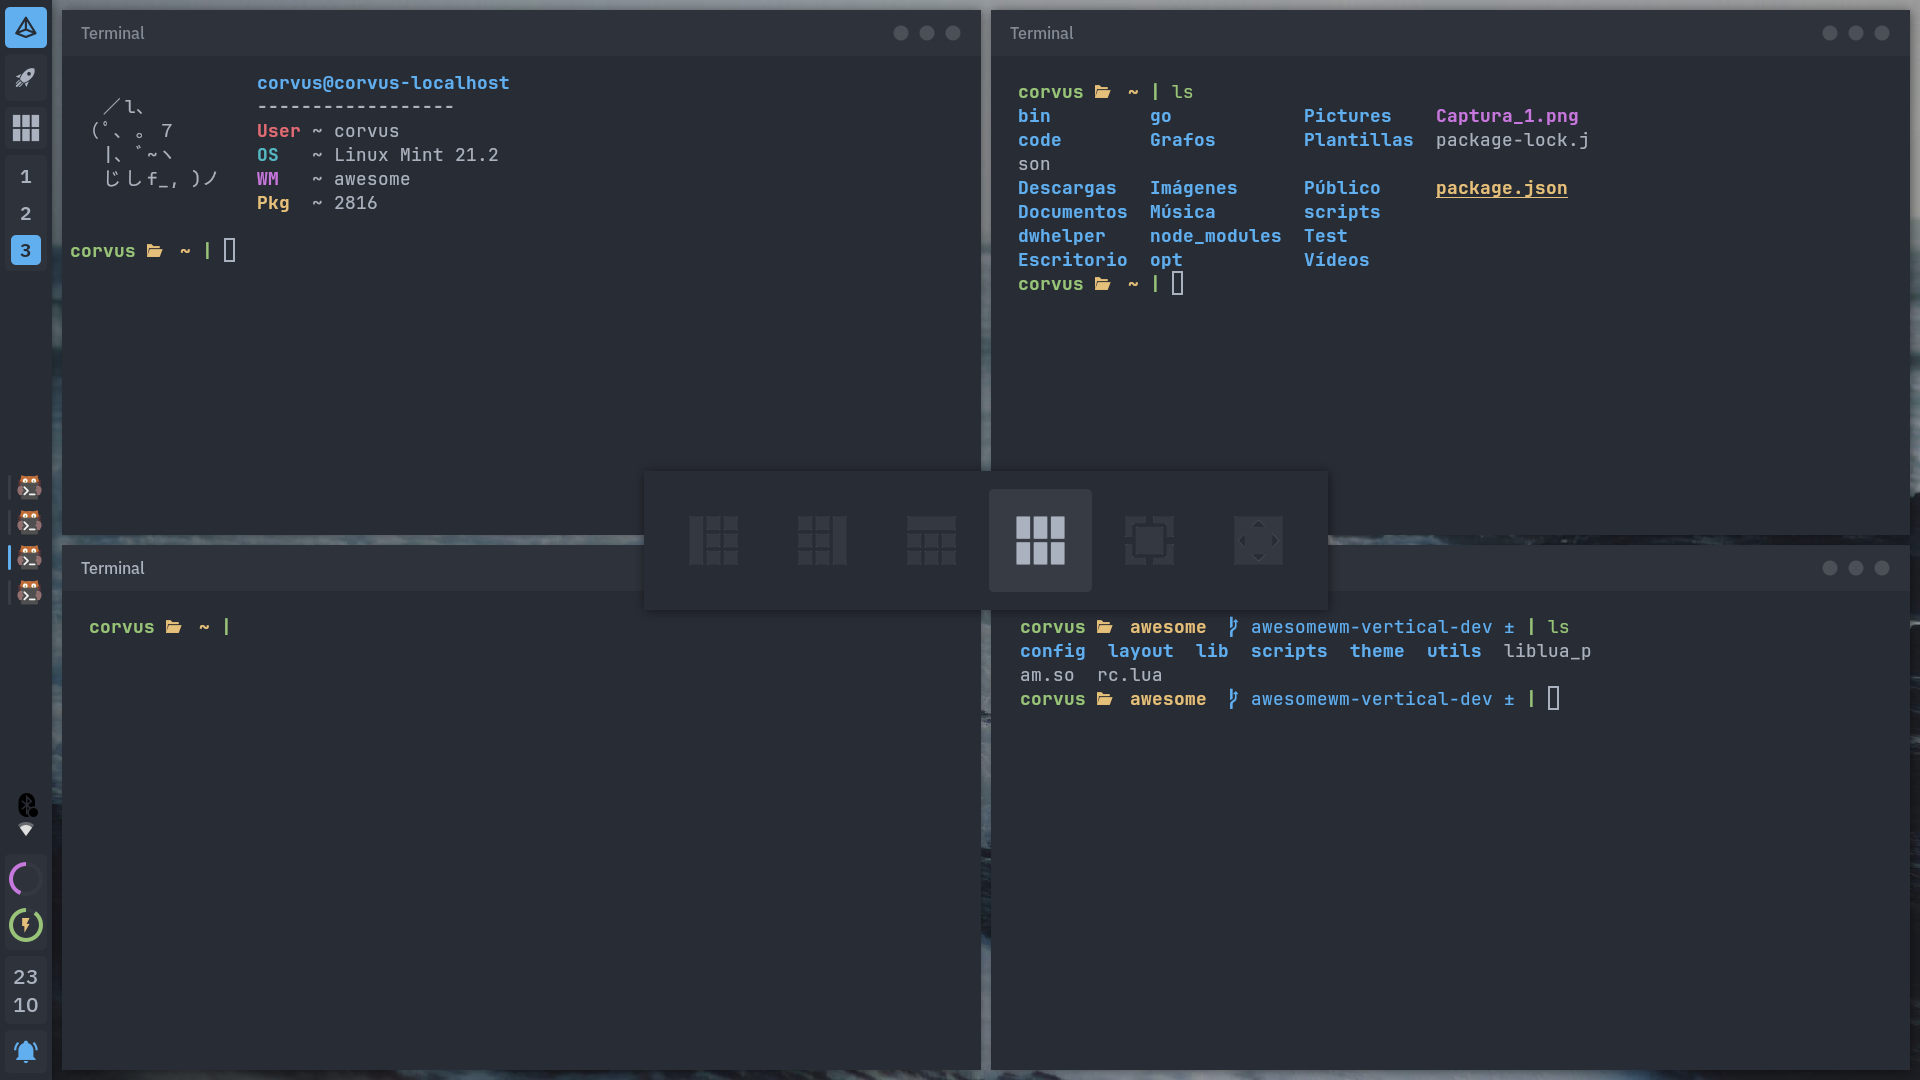 1
2
3
23
10
Terminal
／l、
（ﾟ､ 。７
|、ﾞ~ヽ
じしf_, )ノ
corvus@corvus-localhost
------------------
User ~ corvus
OS ~ Linux Mint 21.2
WM ~ awesome
Pkg ~ 2816
corvus ~ |
Terminal
corvus ~ | ls
bin go Pictures Captura_1.png
code Grafos Plantillas package-lock.j
son
Descargas Imágenes Público package.json
Documentos Música scripts
dwhelper node_modules Test
Escritorio opt Vídeos
corvus ~ |
Terminal
corvus ~ |
corvus awesome awesomewm-vertical-dev ± | ls
config layout lib scripts theme utils liblua_p
am.so rc.lua
corvus awesome awesomewm-vertical-dev ± |